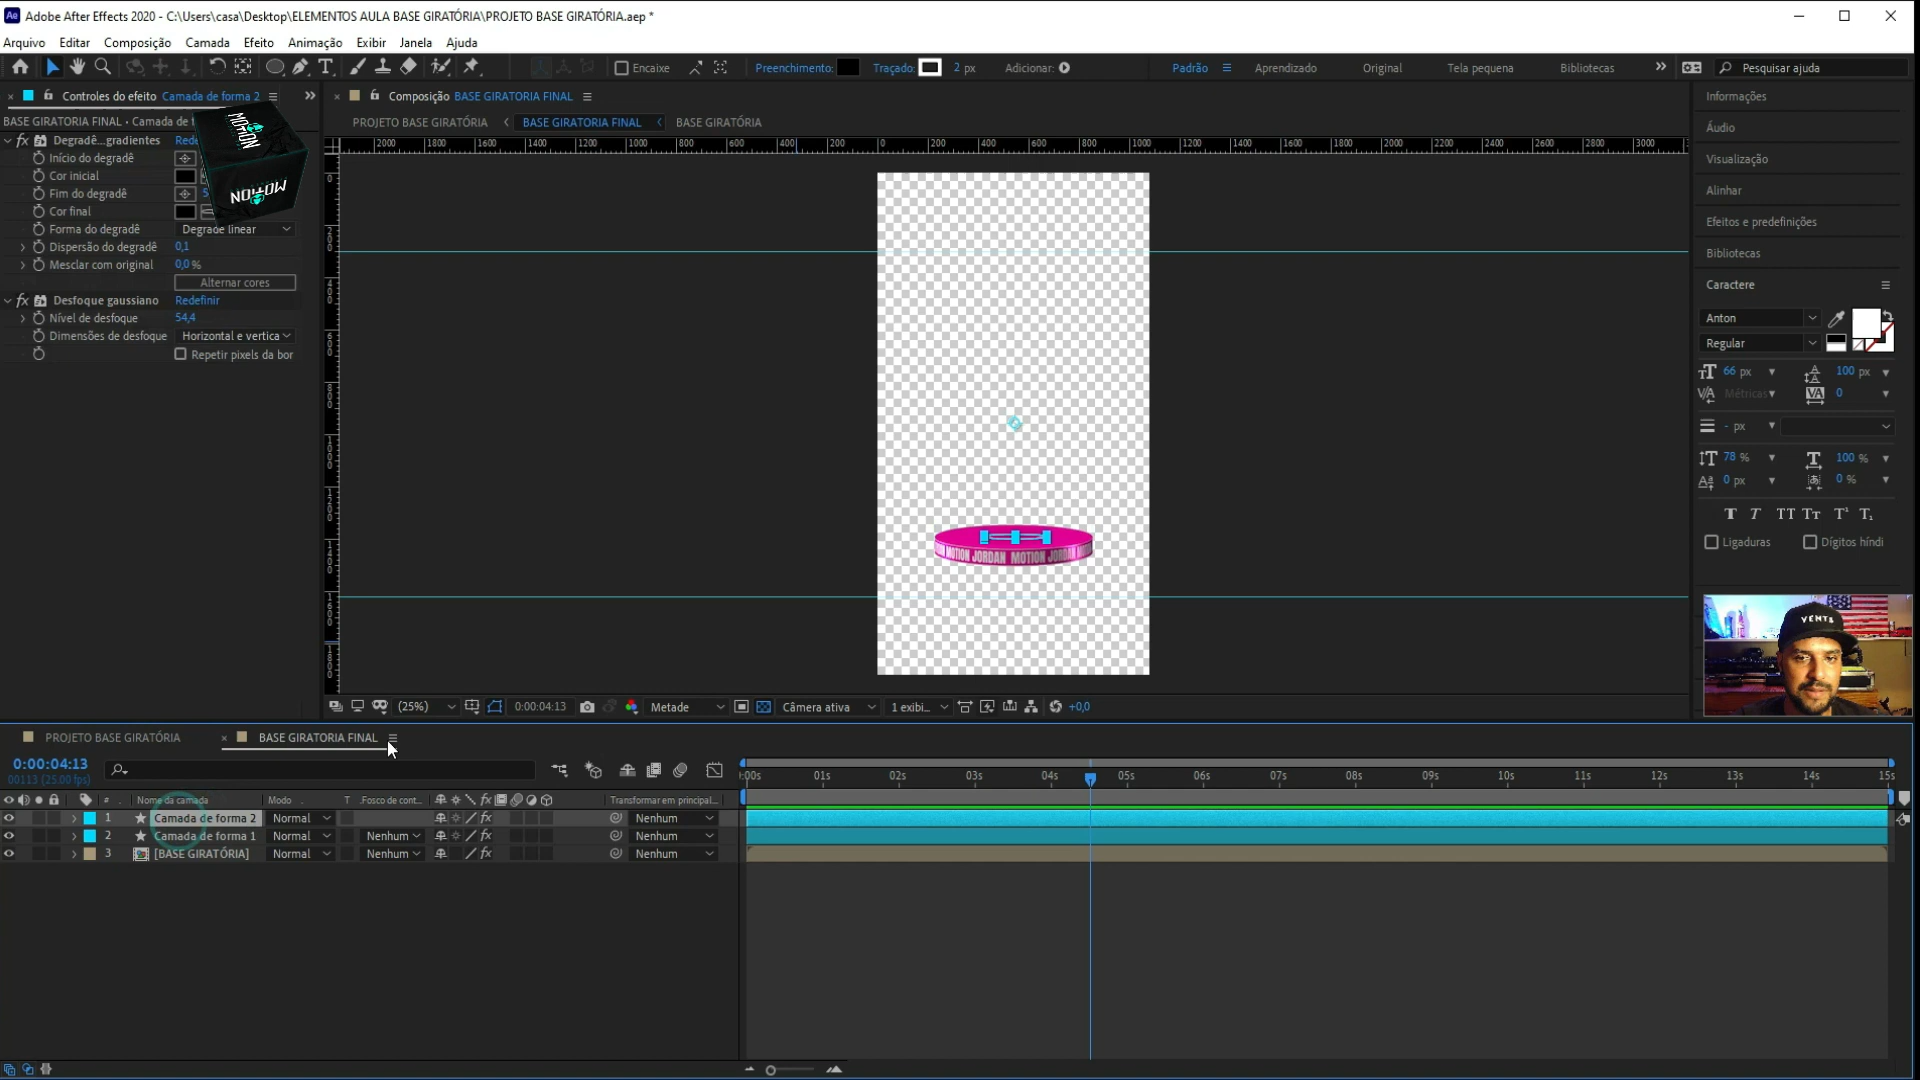 Adobe After Effects 2020 - C:\Users\casa\Desktop\ELEMENTOS AULA BASE GIRATÓRIA\PROJETO BASE GIRATÓRIA.aep *
Arquivo Editar Composição Camada Efeito Animação Exibir Janela Ajuda
Encaixe Preenchimento: Traçado: 2 px Adicionar: Padrão Aprendizado Original Tela pequena Bibliotecas Pesquisar ajuda
Controles do efeito Camada de forma 2
BASE GIRATORIA FINAL • Camada de f
Degradê...gradientes
Início do degradê
Cor inicial
Fim do degradê
Cor final
Forma do degradê Degradê linear
Dispersão do degradê 0,1
Mesclar com original 0,0 %
Alternar cores
Desfoque gaussiano Redefinir
Nível de desfoque 54,4
Dimensões de desfoque Horizontal e vertica
Repetir pixels da bor
MOTION
MOTION
Composição BASE GIRATORIA FINAL
PROJETO BASE GIRATÓRIA BASE GIRATORIA FINAL BASE GIRATÓRIA
2000 1800 1600 1400 1200 1000 800 600 400 200 0 200 400 600 800 1000 1200 1400 1600 1800 2000 2200 2400 2600 2800 3000 3200
MOTION JORDAN MOTION JORDAN
(25%) 0:00:04:13 Metade Câmera ativa 1 exibi... +0,0
Informações
Áudio
Visualização
Alinhar
Efeitos e predefinições
Bibliotecas
Caractere
Anton
Regular
66 px 100 px
Métricas 0
- px
78 % 100 %
0 px 0 %
Ligaduras Dígitos híndi
VENTS
PROJETO BASE GIRATÓRIA BASE GIRATORIA FINAL
0:00:04:13
00113 (25.00 fps)
:00s 01s 02s 03s 04s 05s 06s 07s 08s 09s 10s 11s 12s 13s 14s 15s
# Nome da camada Modo T .Fosco de cont... Transformar em principal...
1 Camada de forma 2 Normal Nenhum
2 Camada de forma 1 Normal Nenhum Nenhum
3 [BASE GIRATÓRIA] Normal Nenhum Nenhum